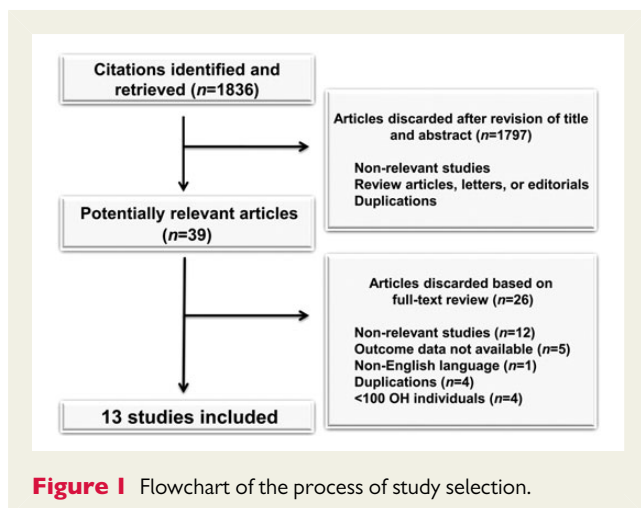 Citations identified and
retrieved (n=1836)
Articles discarded after revision of title
and abstract (n=1797)
Non-relevant studies
Review articles, letters, or editorials
Duplications
Potentially relevant articles
(n=39)
Articles discarded based on
full-text review (n=26)
Non-relevant studies (n=12)
Outcome data not available (n=5)
Non-English language (n=1)
Duplications (n=4)
<100 OH individuals (n=4)
13 studies included
Figure 1 Flowchart of the process of study selection.